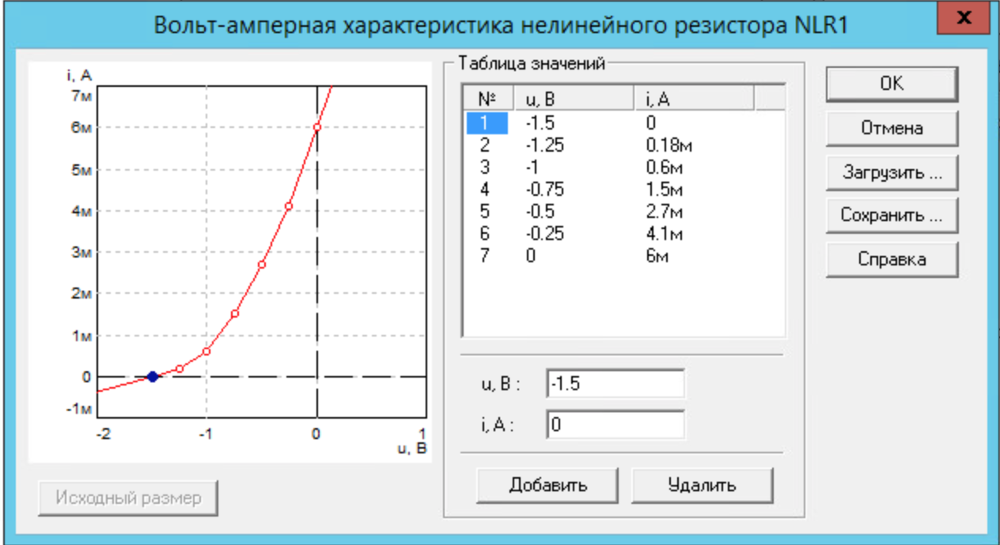 Вольт-амперная характеристика нелинейного резистора NLR1
x
i, А
7м
6м
5м
4м
3м
2м
1м
0
-1м
-2 -1 0 1
u, В
Исходный размер
Таблица значений
№ u, В i, А
1 -1.5 0
2 -1.25 0.18м
3 -1 0.6м
4 -0.75 1.5м
5 -0.5 2.7м
6 -0.25 4.1м
7 0 6м
u, В : -1.5
i, А : 0
Добавить Удалить
OK
Отмена
Загрузить ...
Сохранить ...
Справка